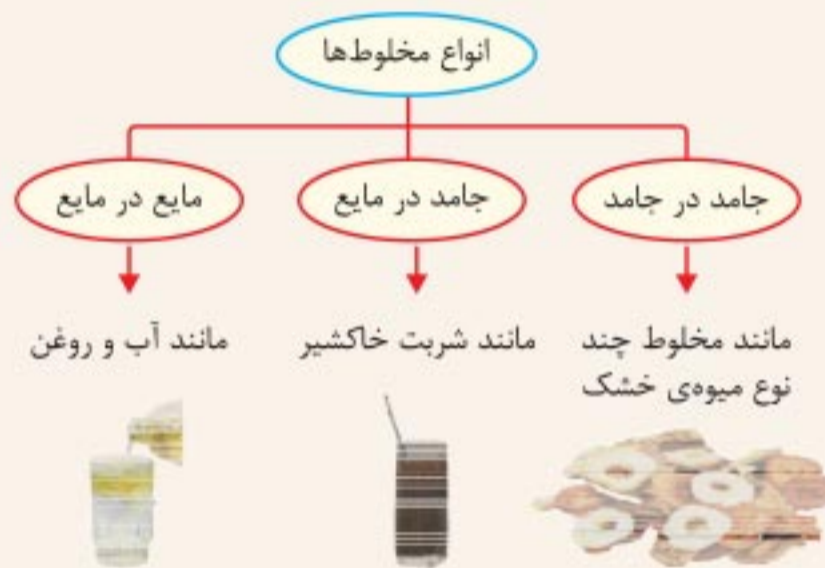 انواع مخلوط‌ها
جامد در جامد
جامد در مایع
مایع در مایع
مانند مخلوط چند
نوع میوه‌ی خشک
مانند شربت خاکشیر
مانند آب و روغن